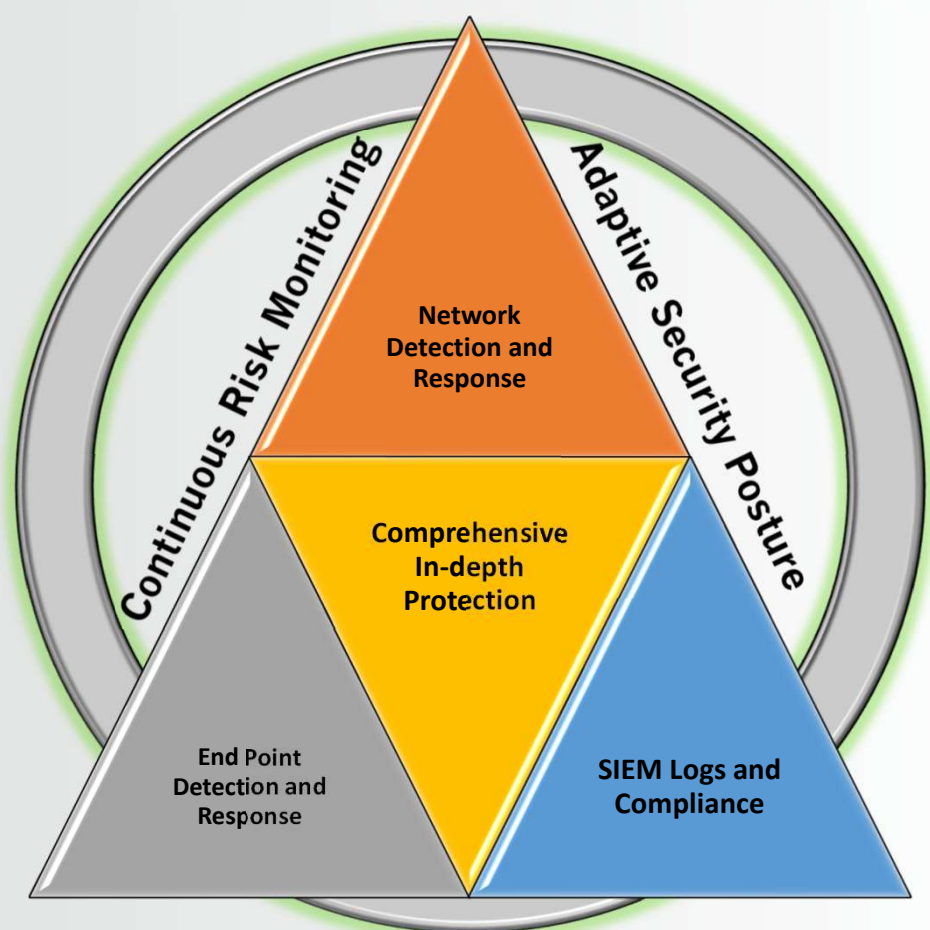 Continuous Risk Monitoring
Adaptive Security Posture
Network
Detection and
Response
Comprehensive
In-depth
Protection
End Point
Detection and
Response
SIEM Logs and
Compliance